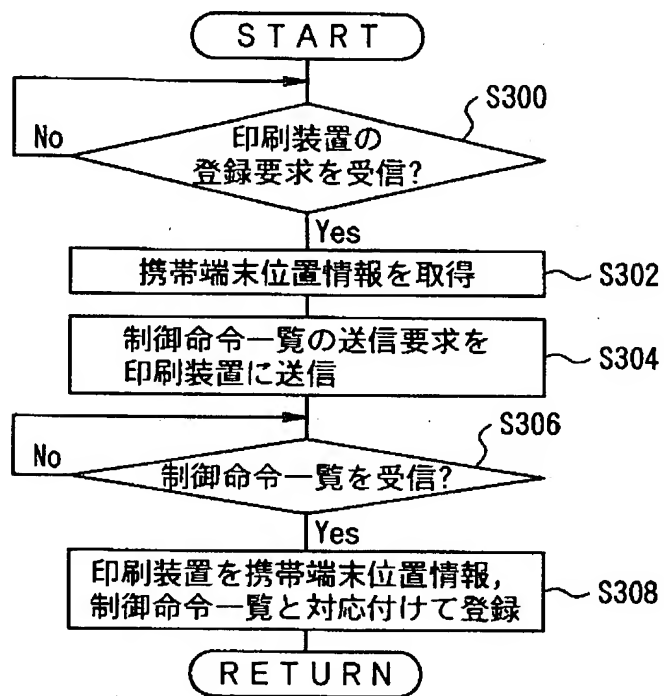 START
S300
No
印刷装置の
登録要求を受信?
Yes
携帯端末位置情報を取得
S302
制御命令一覧の送信要求を
印刷装置に送信
S304
S306
No
制御命令一覧を受信?
Yes
印刷装置を携帯端末位置情報,
制御命令一覧と対応付けて登録
S308
RETURN